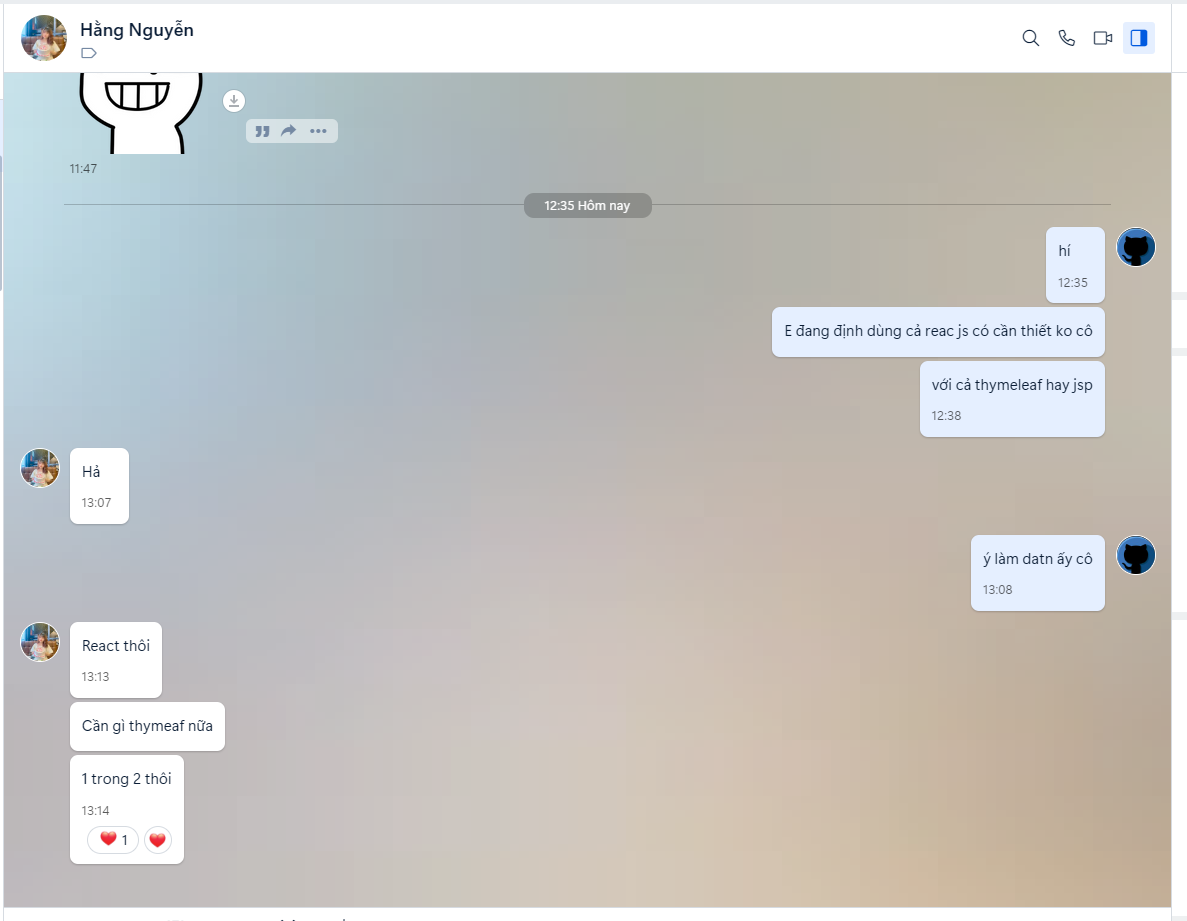 Hằng Nguyễn
11:47
12:35 Hôm nay
hí
12:35
E đang định dùng cả reac js có cần thiết ko cô
với cả thymeleaf hay jsp
12:38
Hả
13:07
ý làm datn ấy cô
13:08
React thôi
13:13
Cần gì thymeaf nữa
1 trong 2 thôi
13:14
1